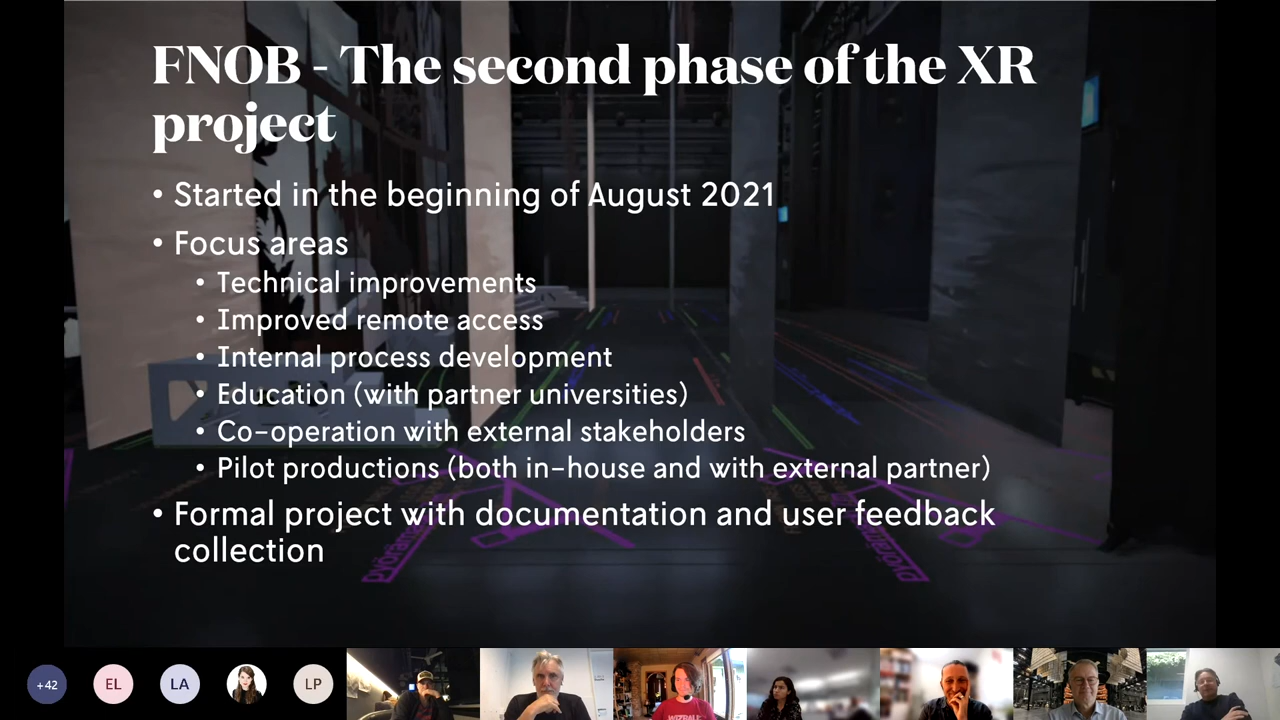 FNOB - The second phase of the XR
project
• Started in the beginning of August 2021
• Focus areas
• Technical improvements
• Improved remote access
• Internal process development
• Education (with partner universities)
• Co-operation with external stakeholders
• Pilot productions (both in-house and with external partner)
• Formal project with documentation and user feedback
collection
pyörämö
pyörämö
+42
EL
LA
LP